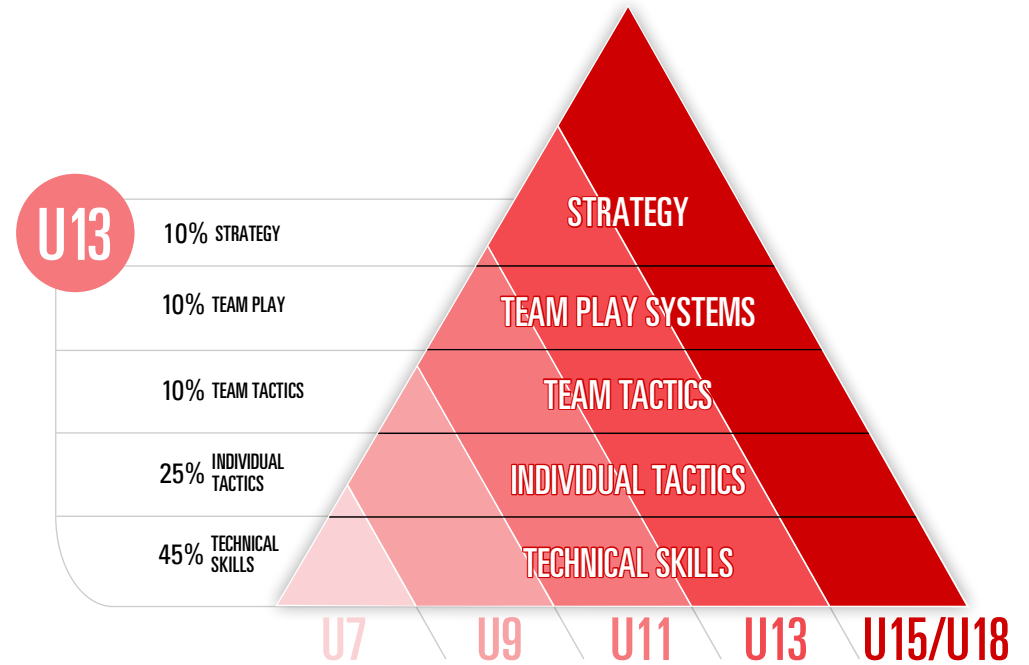 U13
10% STRATEGY
10% TEAM PLAY
10% TEAM TACTICS
25% INDIVIDUAL
TACTICS
45% TECHNICAL
SKILLS
STRATEGY
TEAM PLAY SYSTEMS
TEAM TACTICS
INDIVIDUAL TACTICS
TECHNICAL SKILLS
U7 U9 U11 U13 U15/U18